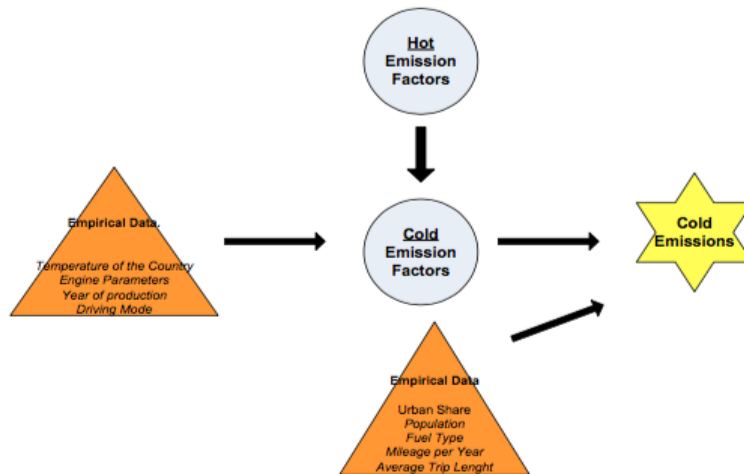 Hot
Emission
Factors
Empirical Data.
Temperature of the Country
Engine Parameters
Year of production
Driving Mode
Cold
Emission
Factors
Cold
Emissions
Empirical Data
Urban Share
Population
Fuel Type
Mileage per Year
Average Trip Lenght